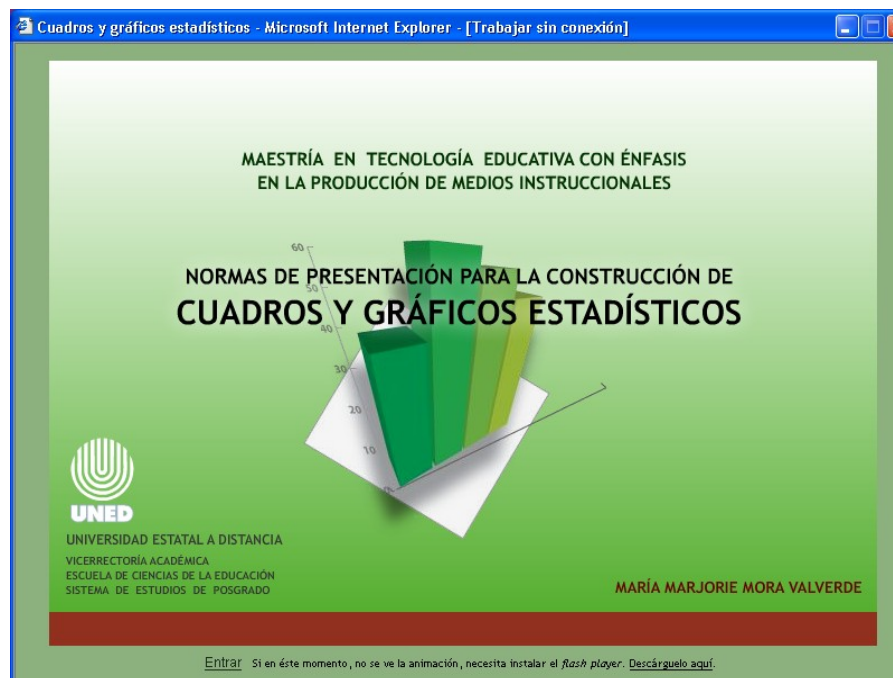 Cuadros y gráficos estadísticos - Microsoft Internet Explorer - [Trabajar sin conexión]
MAESTRÍA EN TECNOLOGÍA EDUCATIVA CON ÉNFASIS
EN LA PRODUCCIÓN DE MEDIOS INSTRUCCIONALES
60
NORMAS DE PRESENTACIÓN PARA LA CONSTRUCCIÓN DE
50
CUADROS Y GRÁFICOS ESTADÍSTICOS
40
30
20
10
0
UNED
UNIVERSIDAD ESTATAL A DISTANCIA
VICERRECTORÍA ACADÉMICA
ESCUELA DE CIENCIAS DE LA EDUCACIÓN
SISTEMA DE ESTUDIOS DE POSGRADO
MARÍA MARJORIE MORA VALVERDE
Entrar Si en éste momento, no se ve la animación, necesita instalar el flash player. Descárguelo aquí.